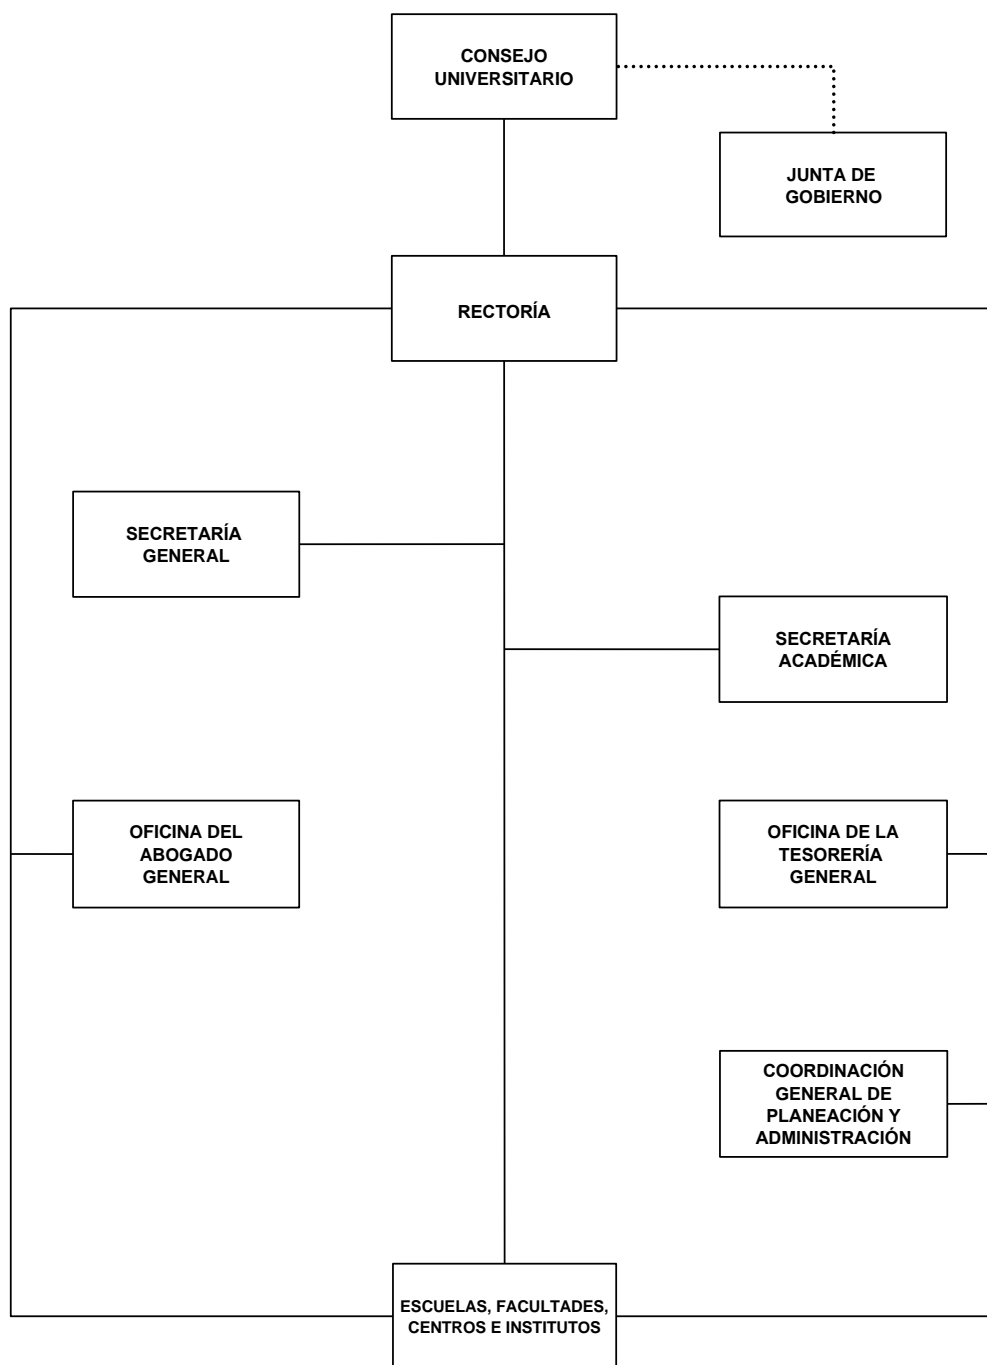 CONSEJO
UNIVERSITARIO
JUNTA DE
GOBIERNO
RECTORÍA
SECRETARÍA
GENERAL
SECRETARÍA
ACADÉMICA
OFICINA DEL
ABOGADO
GENERAL
OFICINA DE LA
TESORERÍA
GENERAL
COORDINACIÓN
GENERAL DE
PLANEACIÓN Y
ADMINISTRACIÓN
ESCUELAS, FACULTADES,
CENTROS E INSTITUTOS